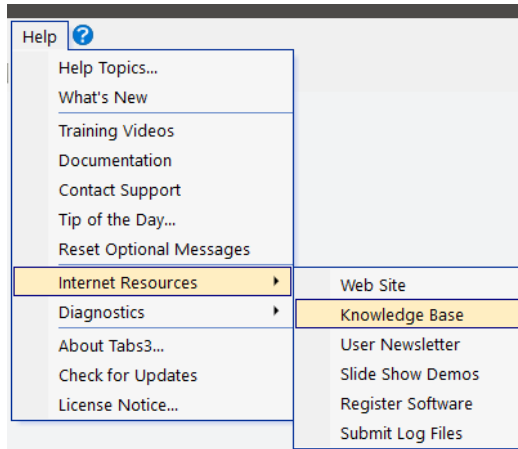 Help ?
Help Topics...
What's New
Training Videos
Documentation
Contact Support
Tip of the Day...
Reset Optional Messages
Internet Resources
Diagnostics
About Tabs3...
Check for Updates
License Notice...
Web Site
Knowledge Base
User Newsletter
Slide Show Demos
Register Software
Submit Log Files